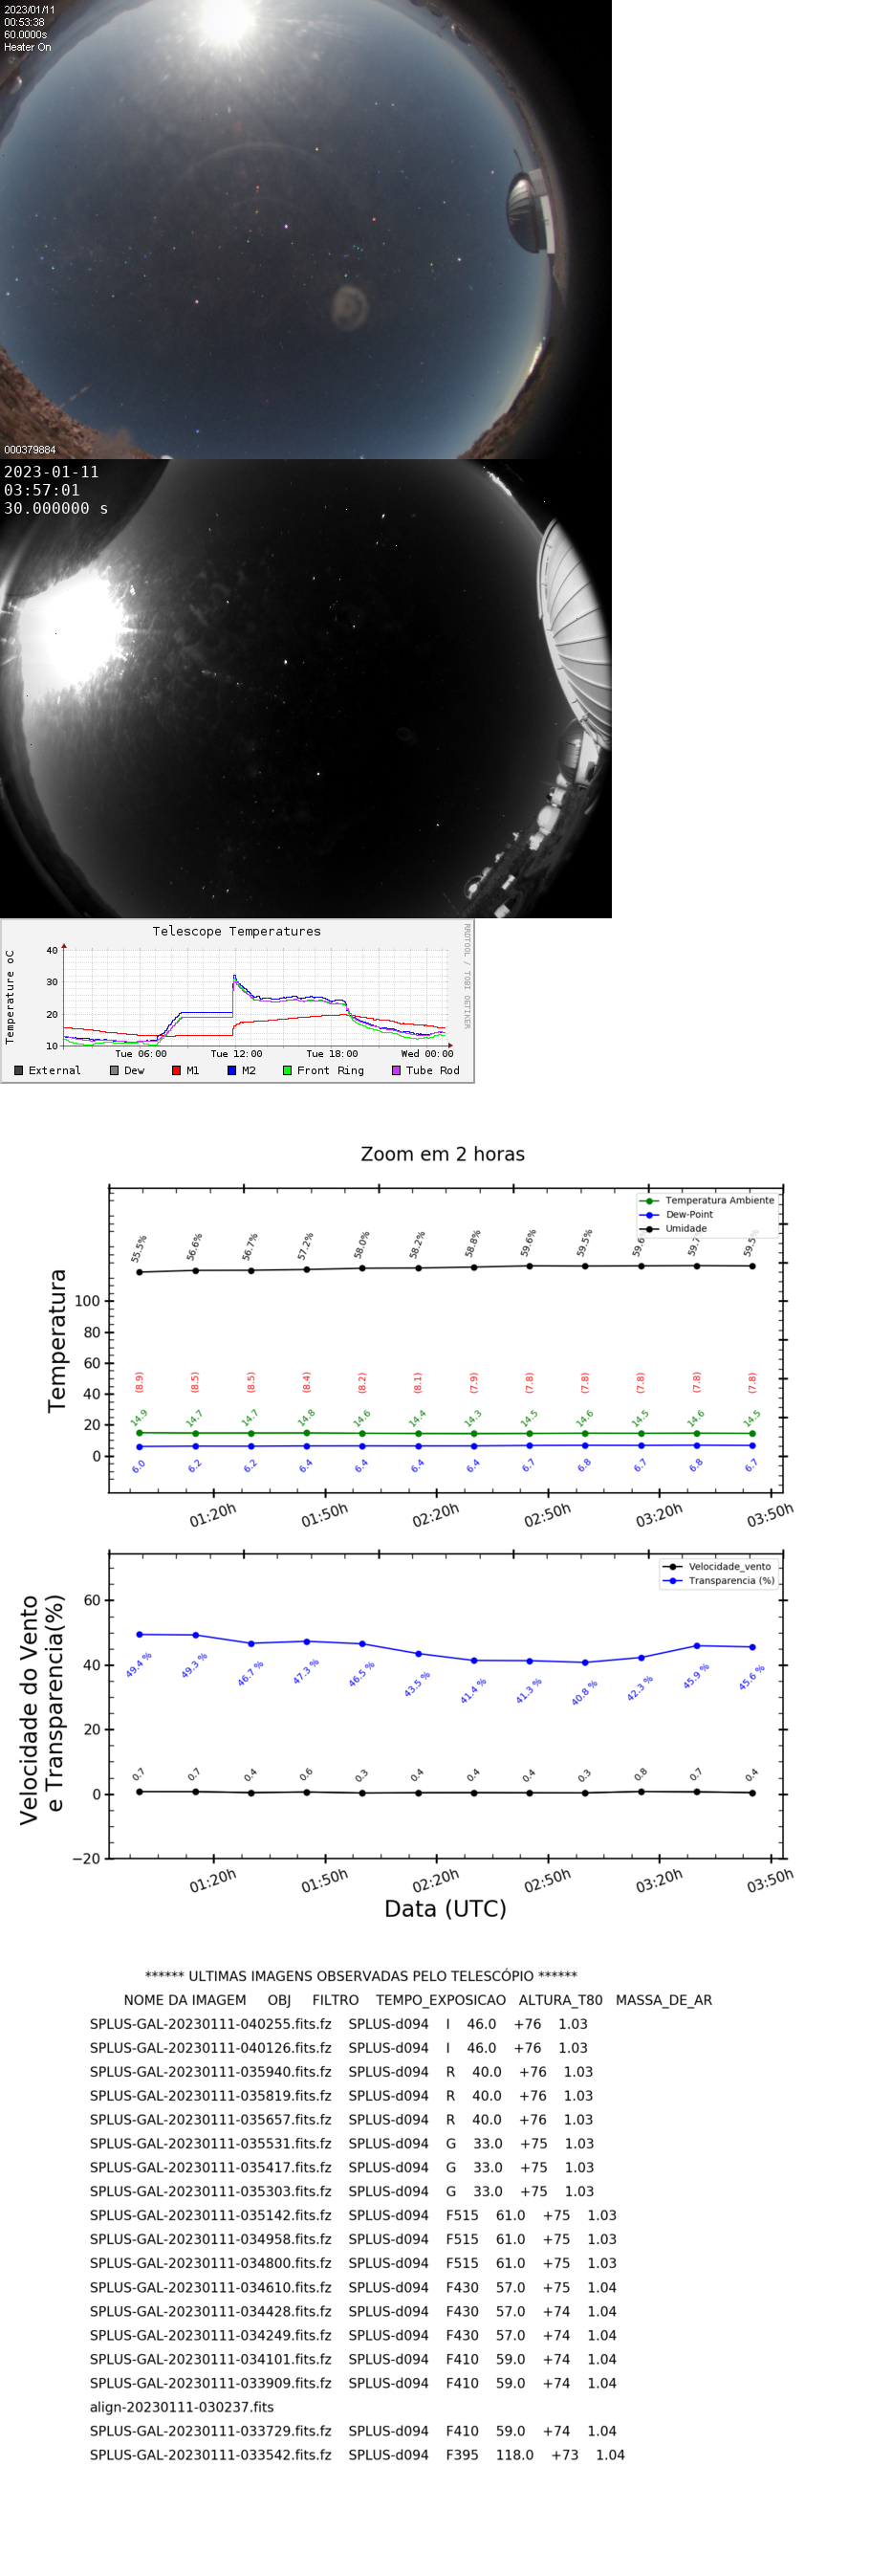 2023/01/11
00:53:38
60.0000s
Heater On
000379884
2023-01-11
03:57:01
30.000000 s
Telescope Temperatures
RRDTOOL / TOBI OETIKER
Temperature oC
40
30
20
10
Tue 06:00 Tue 12:00 Tue 18:00 Wed 00:00
External Dew M1 M2 Front Ring Tube Rod
Zoom em 2 horas
Temperatura Ambiente
Dew-Point
Umidade
55.5% 56.6% 56.7% 57.2% 58.0% 58.2% 58.8% 59.6% 59.5% 59.6 59.7 59.5%
Temperatura
100
80
60
40
20
0
(8.9) (8.5) (8.5) (8.4) (8.2) (8.1) (7.9) (7.8) (7.8) (7.8) (7.8) (7.8)
14.9 14.7 14.7 14.8 14.6 14.4 14.3 14.5 14.6 14.5 14.6 14.5
6.0 6.2 6.2 6.4 6.4 6.4 6.4 6.7 6.8 6.7 6.8 6.7
01:20h 01:50h 02:20h 02:50h 03:20h 03:50h
Velocidade_vento
Transparencia (%)
Velocidade do Vento
e Transparencia(%)
60
40
20
0
−20
49.4 % 49.3 % 46.7 % 47.3 % 46.5 % 43.5 % 41.4 % 41.3 % 40.8 % 42.3 % 45.9 % 45.6 %
0.7 0.7 0.4 0.6 0.3 0.4 0.4 0.4 0.3 0.8 0.7 0.4
01:20h 01:50h 02:20h 02:50h 03:20h 03:50h
Data (UTC)
****** ULTIMAS IMAGENS OBSERVADAS PELO TELESCÓPIO ******
NOME DA IMAGEM OBJ FILTRO TEMPO_EXPOSICAO ALTURA_T80 MASSA_DE_AR
SPLUS-GAL-20230111-040255.fits.fz SPLUS-d094 I 46.0 +76 1.03
SPLUS-GAL-20230111-040126.fits.fz SPLUS-d094 I 46.0 +76 1.03
SPLUS-GAL-20230111-035940.fits.fz SPLUS-d094 R 40.0 +76 1.03
SPLUS-GAL-20230111-035819.fits.fz SPLUS-d094 R 40.0 +76 1.03
SPLUS-GAL-20230111-035657.fits.fz SPLUS-d094 R 40.0 +76 1.03
SPLUS-GAL-20230111-035531.fits.fz SPLUS-d094 G 33.0 +75 1.03
SPLUS-GAL-20230111-035417.fits.fz SPLUS-d094 G 33.0 +75 1.03
SPLUS-GAL-20230111-035303.fits.fz SPLUS-d094 G 33.0 +75 1.03
SPLUS-GAL-20230111-035142.fits.fz SPLUS-d094 F515 61.0 +75 1.03
SPLUS-GAL-20230111-034958.fits.fz SPLUS-d094 F515 61.0 +75 1.03
SPLUS-GAL-20230111-034800.fits.fz SPLUS-d094 F515 61.0 +75 1.03
SPLUS-GAL-20230111-034610.fits.fz SPLUS-d094 F430 57.0 +75 1.04
SPLUS-GAL-20230111-034428.fits.fz SPLUS-d094 F430 57.0 +74 1.04
SPLUS-GAL-20230111-034249.fits.fz SPLUS-d094 F430 57.0 +74 1.04
SPLUS-GAL-20230111-034101.fits.fz SPLUS-d094 F410 59.0 +74 1.04
SPLUS-GAL-20230111-033909.fits.fz SPLUS-d094 F410 59.0 +74 1.04
align-20230111-030237.fits
SPLUS-GAL-20230111-033729.fits.fz SPLUS-d094 F410 59.0 +74 1.04
SPLUS-GAL-20230111-033542.fits.fz SPLUS-d094 F395 118.0 +73 1.04